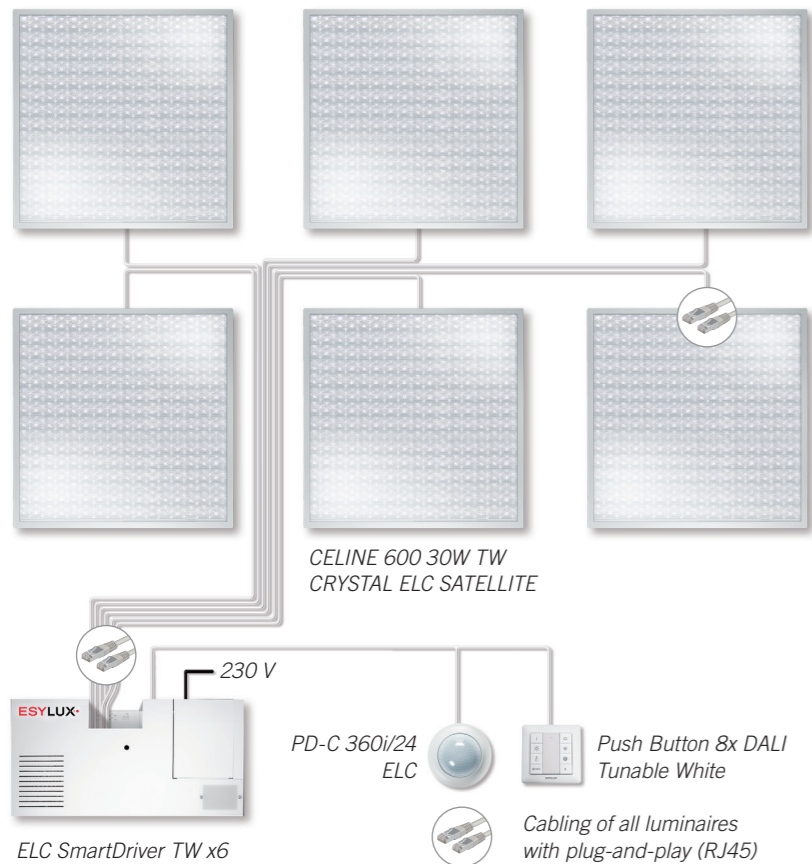 CELINE 600 30W TW
CRYSTAL ELC SATELLITE
230 V
ESYLUX
PD-C 360i/24
ELC
Push Button 8x DALI
Tunable White
ELC SmartDriver TW x6
Cabling of all luminaires
with plug-and-play (RJ45)